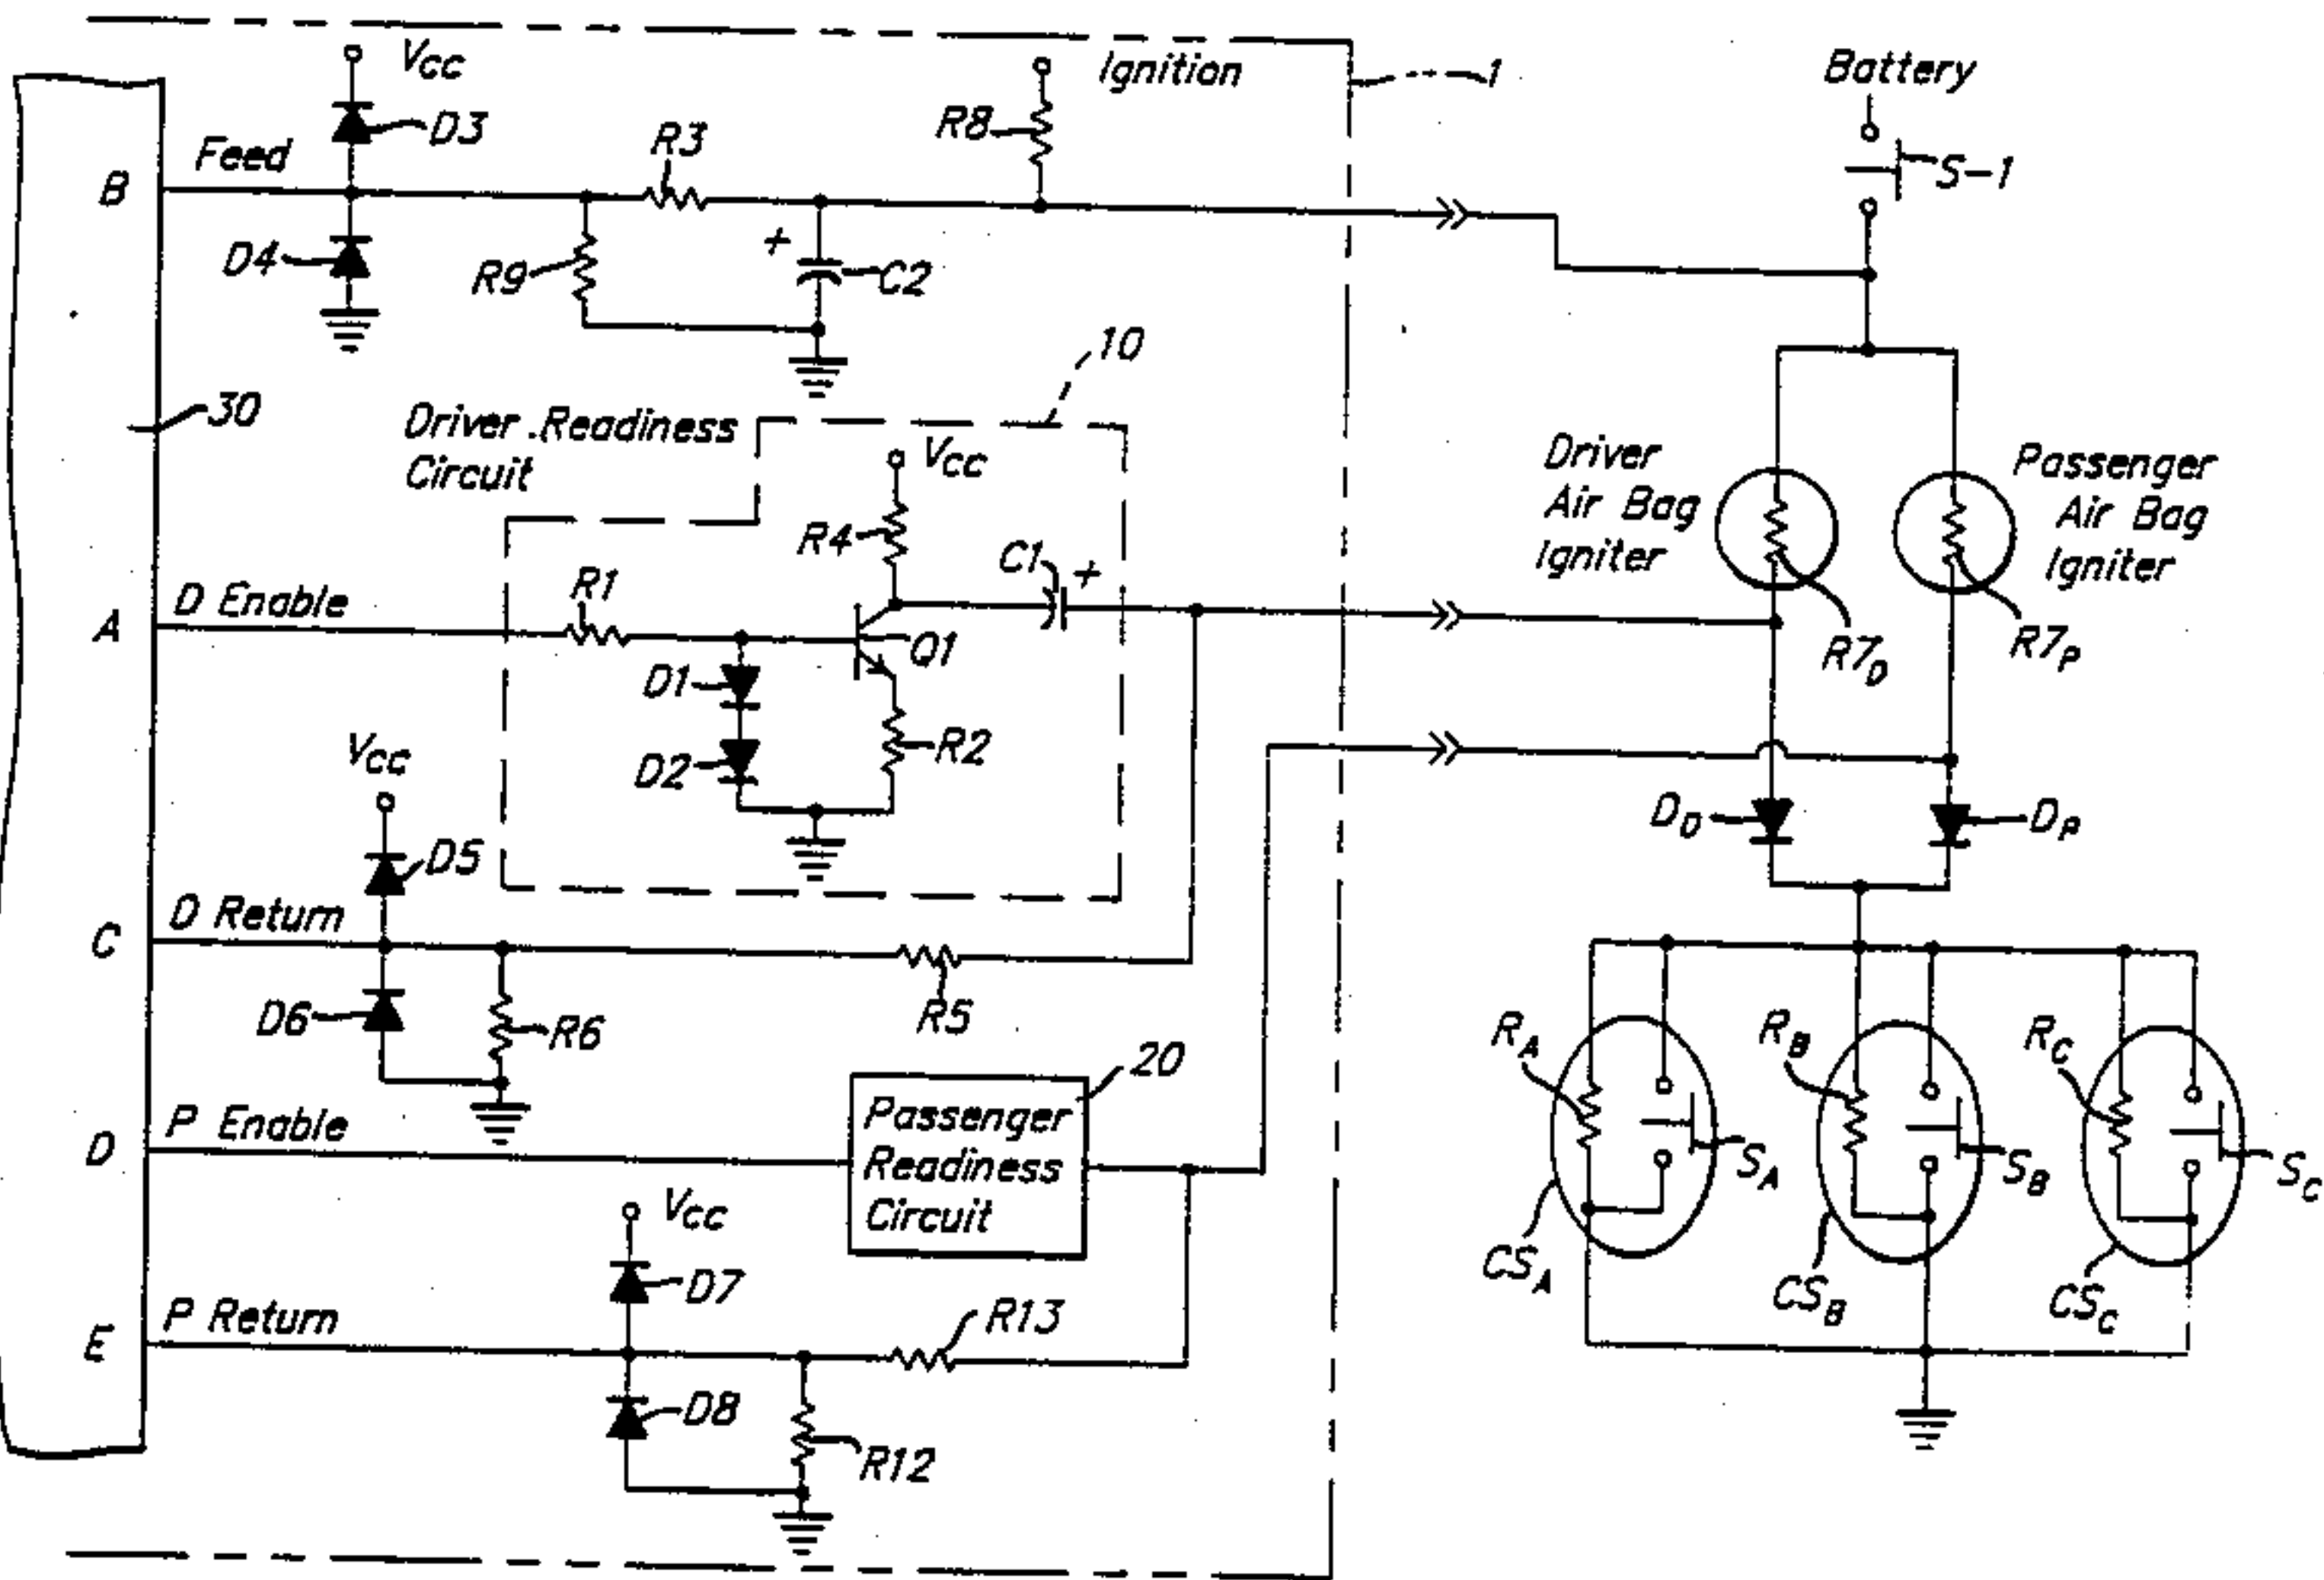 Vcc
Ignition
1
Battery
D3
R8
R3
Feed
B
S-1
D4
R9
+
C2
10
30
Driver Readiness
Circuit
Vcc
Driver
Air Bag
Igniter
Passenger
Air Bag
Igniter
R4
C1
+
R1
D Enable
A
Q1
R7D
R7P
D1
D2
R2
Vcc
DD
DP
D5
D Return
C
D6
R6
R5
RA
RB
RC
20
P Enable
D
Passenger
Readiness
Circuit
SA
SB
SC
Vcc
CSA
CSB
CSC
D7
P Return
E
R13
D8
R12